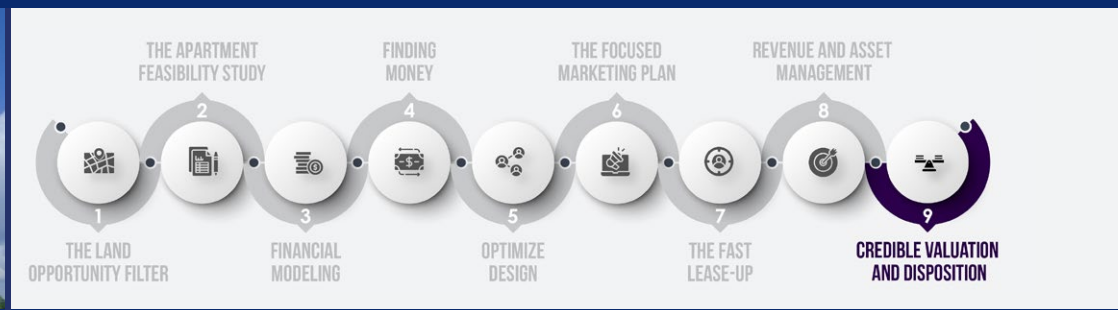 THE APARTMENT
FEASIBILITY STUDY
FINDING
MONEY
THE FOCUSED
MARKETING PLAN
REVENUE AND ASSET
MANAGEMENT
2
4
6
8
$
$
1
3
5
7
9
THE LAND
OPPORTUNITY FILTER
FINANCIAL
MODELING
OPTIMIZE
DESIGN
THE FAST
LEASE-UP
CREDIBLE VALUATION
AND DISPOSITION